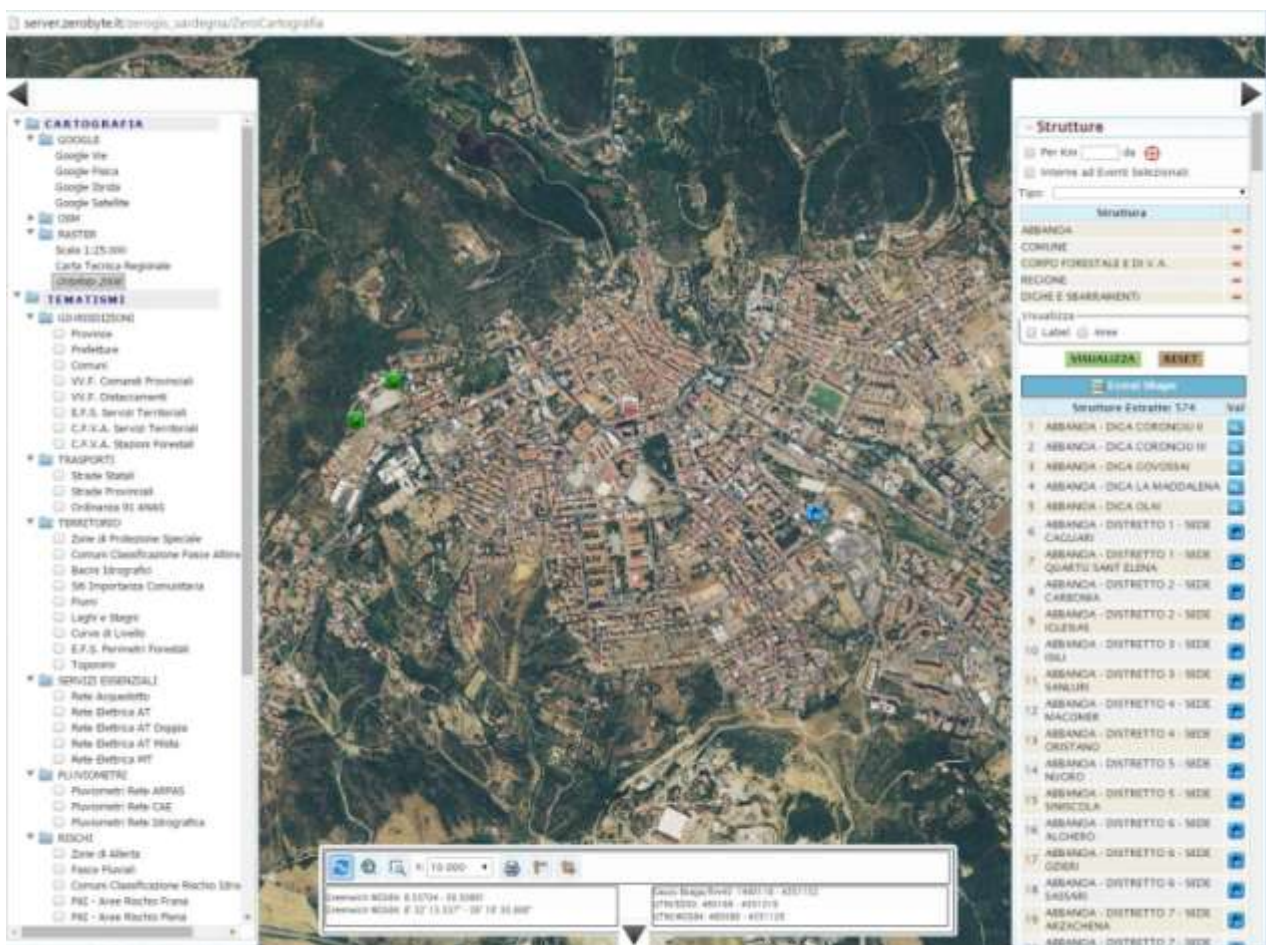 server.zerobyte.it/zerogis_sardegna/ZeroCartografia
CARTOGRAFIA
GOOGLE
Google Vie
Google Fisica
Google Ibrida
Google Satellite
OSM
RASTER
Scala 1:25.000
Carta Tecnica Regionale
TEMATISMI
GIURISDIZIONI
Province
Prefetture
Comuni
VV.F. Comandi Provinciali
VV.F. Distaccamenti
E.F.S. Servizi Territoriali
C.F.V.A. Servizi Territoriali
C.F.V.A. Stazioni Forestali
TRASPORTI
Strade Statali
Strade Provinciali
Ordinanza 91 ANAS
TERRITORIO
Zone di Protezione Speciale
Comuni Classificazione Fasce Altime
Bacini Idrografici
Siti Importanza Comunitaria
Fiumi
Laghi e Stagni
Curve di Livello
E.F.S. Perimetri Forestali
Toponimi
SERVIZI ESSENZIALI
Rete Acquedotto
Rete Elettrica AT
Rete Elettrica AT Doppia
Rete Elettrica AT Mista
Rete Elettrica MT
PLUVIOMETRI
Pluviometri Rete ARPAS
Pluviometri Rete CAE
Pluviometri Rete Idrografica
RISCHI
Zone di Allerta
Fasce Fluviali
Comuni Classificazione Rischio Idro
PAI - Aree Rischio Frana
PAI - Aree Rischio Piena
10.000
Strutture
Per Km da
Interne ad Eventi Selezionati
Tipo:
Struttura
ABBANOA
COMUNE
CORPO FORESTALE E DI V. A.
REGIONE
DIGHE E SBARRAMENTI
Visualizza
Label Aree
VISUALIZZA RESET
Shape
Strutture Estratte: 574
1 ABBANOA - DIGA CORONGIU II
2 ABBANOA - DIGA CORONGIU III
3 ABBANOA - DIGA GOVOSSAI
4 ABBANOA - DIGA LA MADDALENA
5 ABBANOA - DIGA OLAI
6 ABBANOA - DISTRETTO 1 - SEDE CAGLIARI
7 ABBANOA - DISTRETTO 1 - SEDE QUARTU SANT ELENA
8 ABBANOA - DISTRETTO 2 - SEDE CARBONIA
9 ABBANOA - DISTRETTO 2 - SEDE IGLESIAS
10 ABBANOA - DISTRETTO 3 - SEDE ISILI
11 ABBANOA - DISTRETTO 3 - SEDE SANLURI
12 ABBANOA - DISTRETTO 4 - SEDE MACOMER
13 ABBANOA - DISTRETTO 4 - SEDE ORISTANO
14 ABBANOA - DISTRETTO 5 - SEDE NUORO
15 ABBANOA - DISTRETTO 5 - SEDE SINISCOLA
16 ABBANOA - DISTRETTO 6 - SEDE ALGHERO
17 ABBANOA - DISTRETTO 6 - SEDE OZIERI
18 ABBANOA - DISTRETTO 6 - SEDE SASSARI
19 ABBANOA - DISTRETTO 7 - SEDE ARZACHENA
ABBANOA - DISTRETTO 7 - SEDE